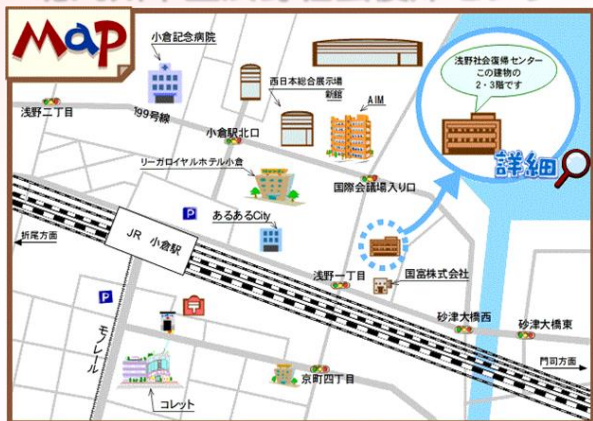 Map
小倉記念病院
浅野社会復帰センター
この建物の
2・3階です
詳細
西日本総合展示場
新館
AIM
浅野二丁目
199号線
小倉駅北口
リーガロイヤルホテル小倉
国際会議場入り口
P
あるあるCity
折尾方面
JR 小倉駅
国富株式会社
浅野一丁目
P
砂津大橋西
砂津大橋東
モノレール
門司方面
京町四丁目
コレット